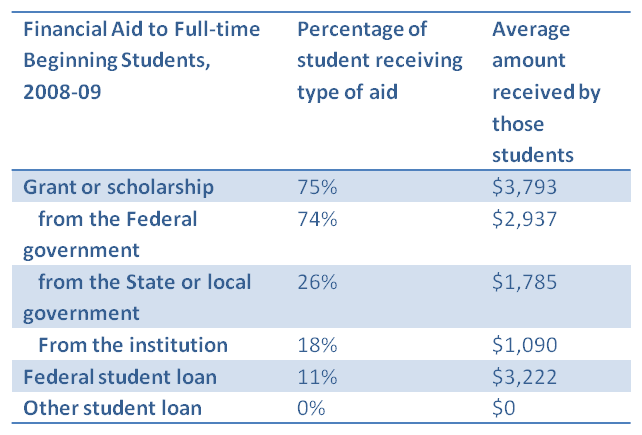 Financial Aid to Full-time Beginning Students, 2008-09 Percentage of student receiving type of aid Average amount received by those students
Grant or scholarship 75% $3,793
from the Federal government 74% $2,937
from the State or local government 26% $1,785
From the institution 18% $1,090
Federal student loan 11% $3,222
Other student loan 0% $0